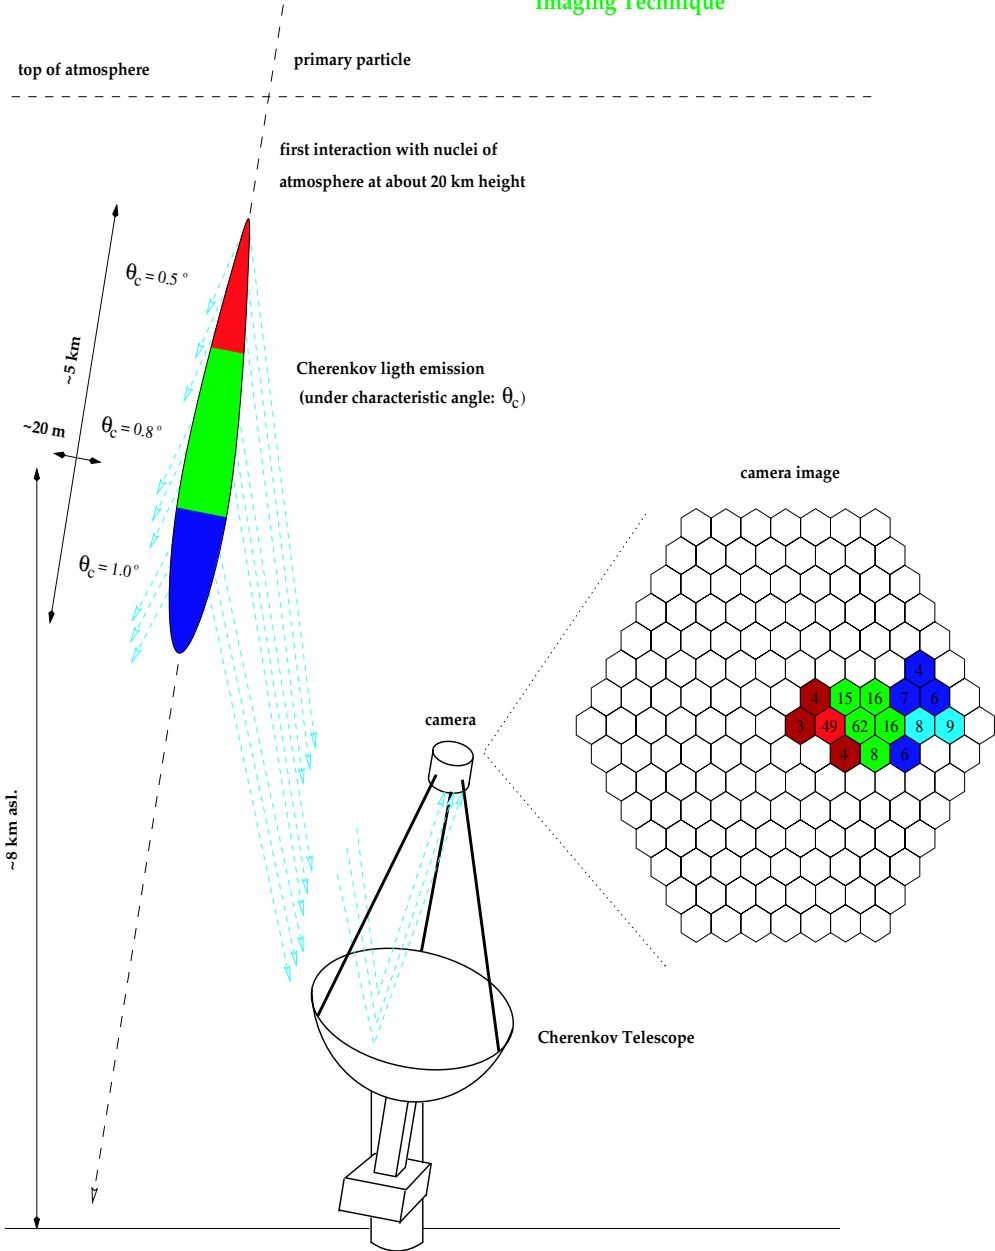 Imaging Technique
primary particle
top of atmosphere
first interaction with nuclei of
atmosphere at about 20 km height
θc = 0.5 °
~5 km
Cherenkov ligth emission
(under characteristic angle: θc)
~20 m
θc = 0.8 °
camera image
θc = 1.0 °
4
4 15 16 7 6
3 49 62 16 8 9
4 8 6
camera
~8 km asl.
Cherenkov Telescope